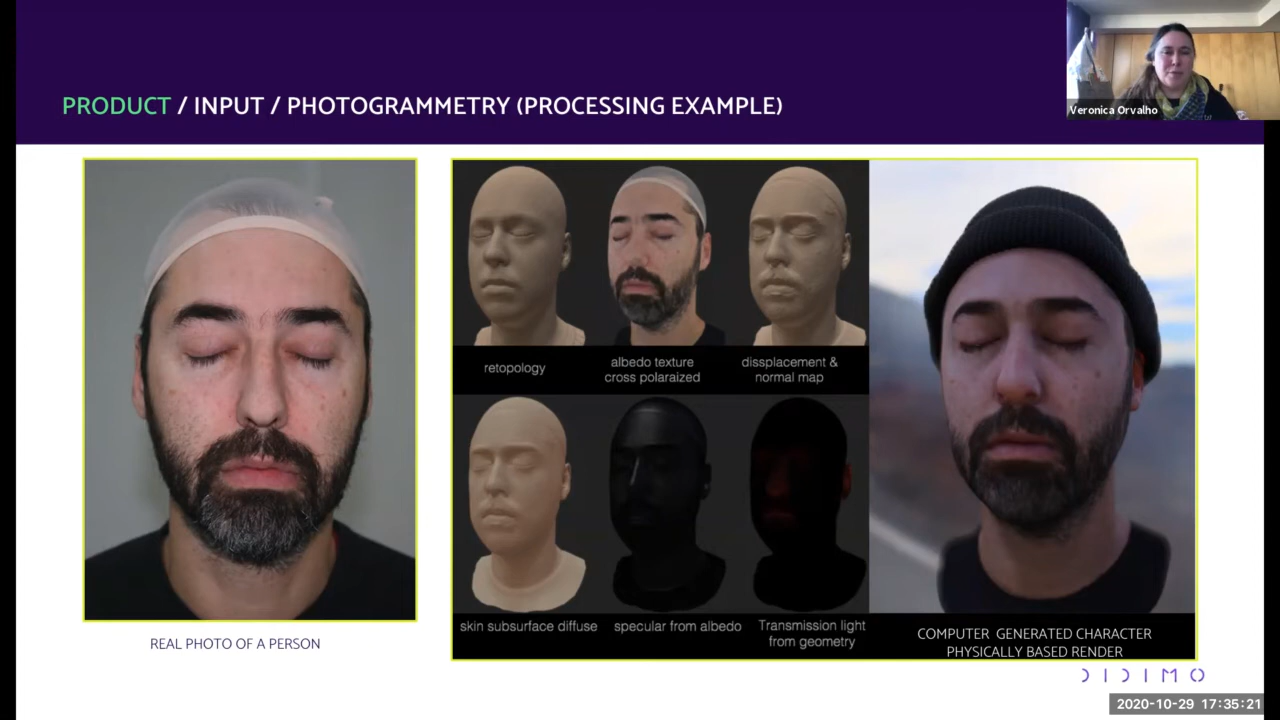 Veronica Orvalho
PRODUCT / INPUT / PHOTOGRAMMETRY (PROCESSING EXAMPLE)
retopology
albedo texture
cross polaraized
dissplacement &
normal map
skin subsurface diffuse
specular from albedo
Transmission light
from geometry
REAL PHOTO OF A PERSON
COMPUTER GENERATED CHARACTER
PHYSICALLY BASED RENDER
DIDIMO
2020-10-29 17:35:21